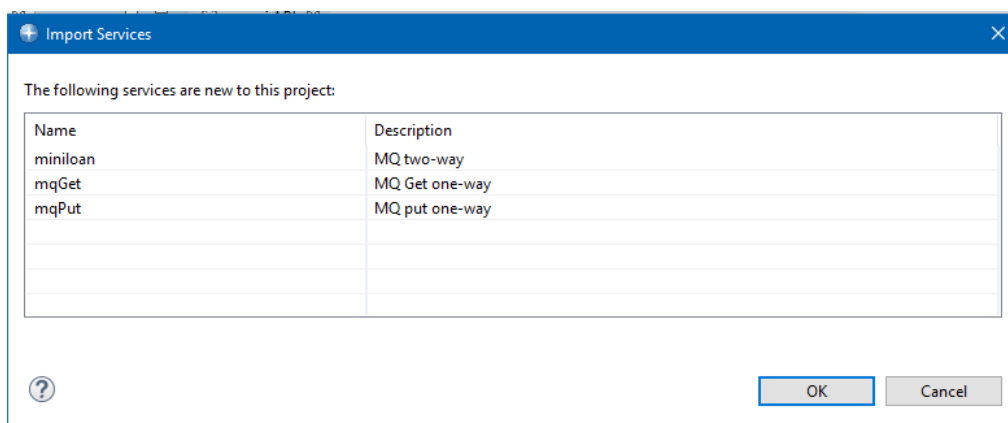 Import Services
The following services are new to this project:
Name Description
miniloan MQ two-way
mqGet MQ Get one-way
mqPut MQ put one-way
OK Cancel